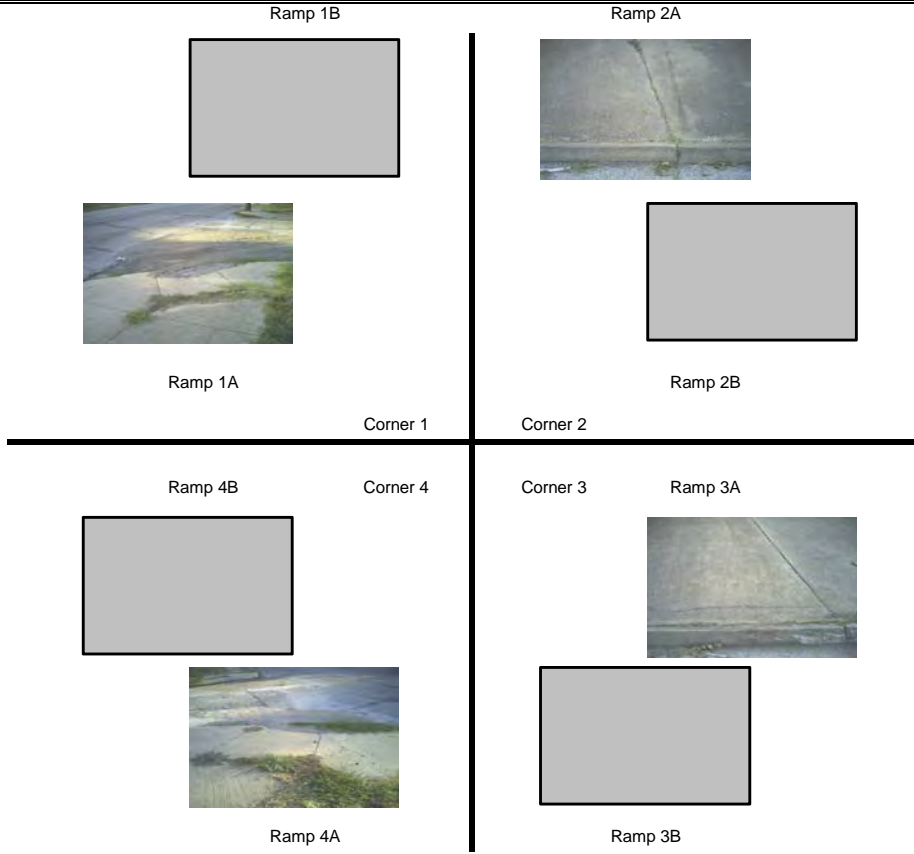 Ramp 1B Ramp 2A
Ramp 1A Ramp 2B
Corner 1 Corner 2
Ramp 4B Corner 4 Corner 3 Ramp 3A
Ramp 4A Ramp 3B